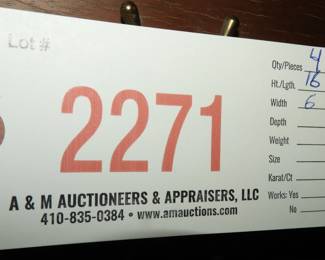 Lot #
2271
A & M AUCTIONEERS & APPRAISERS, LLC
410-835-0384 • www.amauctions.com
Qty/Pieces 4
Ht./Lgth. 16
Width 6
Depth
Weight
Size
Karat/Ct
Works: Yes
No